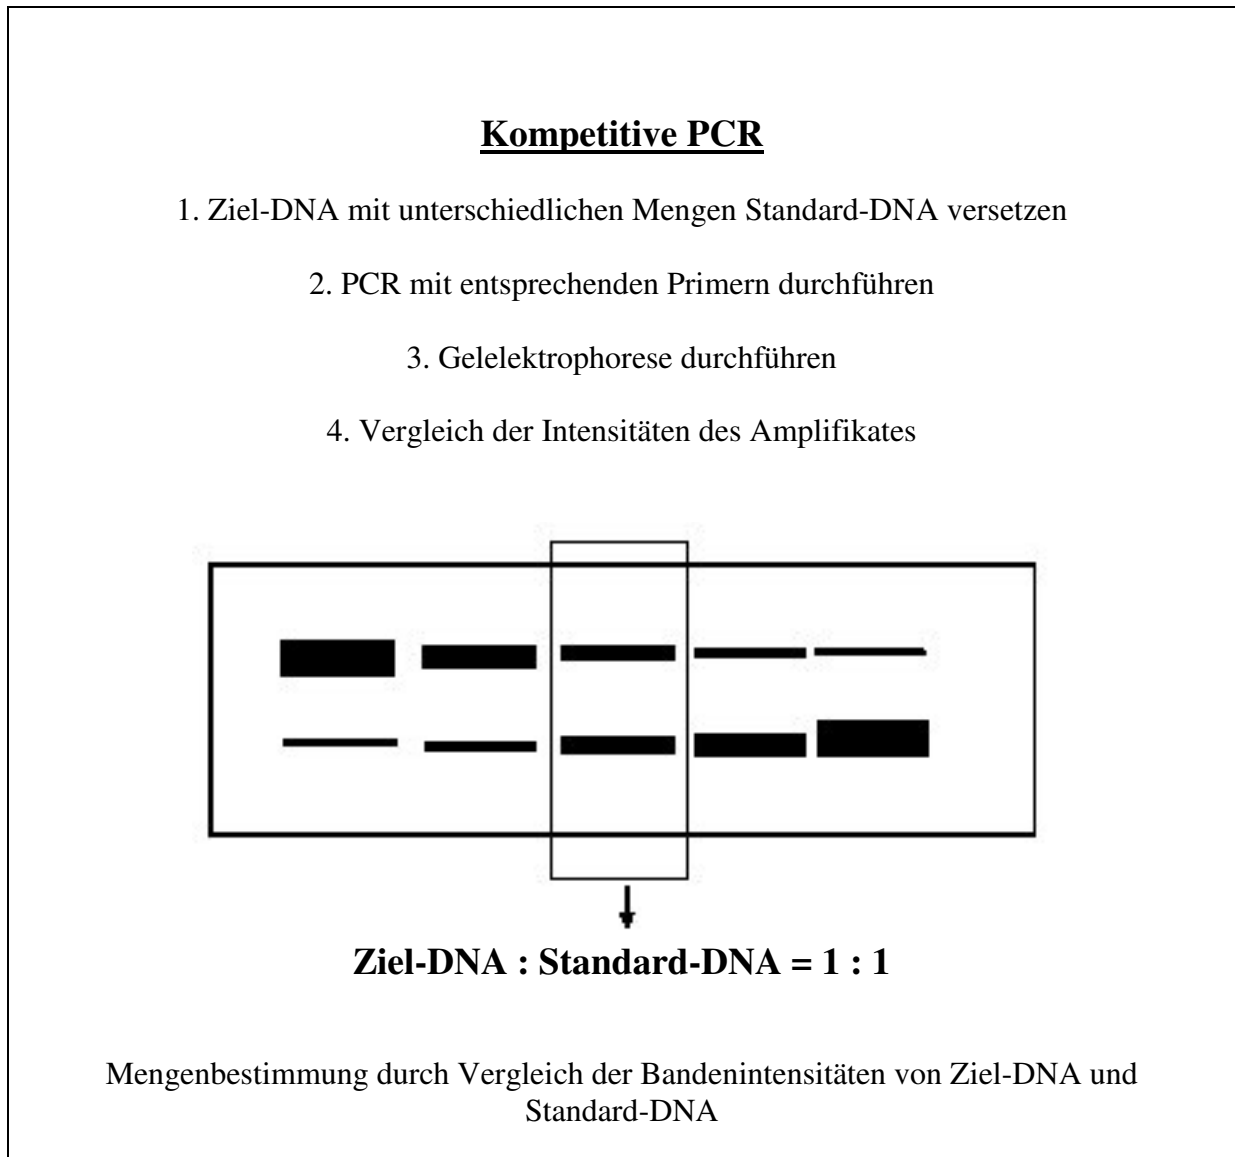 Kompetitive PCR
1. Ziel-DNA mit unterschiedlichen Mengen Standard-DNA versetzen
2. PCR mit entsprechenden Primern durchführen
3. Gelelektrophorese durchführen
4. Vergleich der Intensitäten des Amplifikates
Ziel-DNA : Standard-DNA = 1 : 1
Mengenbestimmung durch Vergleich der Bandenintensitäten von Ziel-DNA und
Standard-DNA